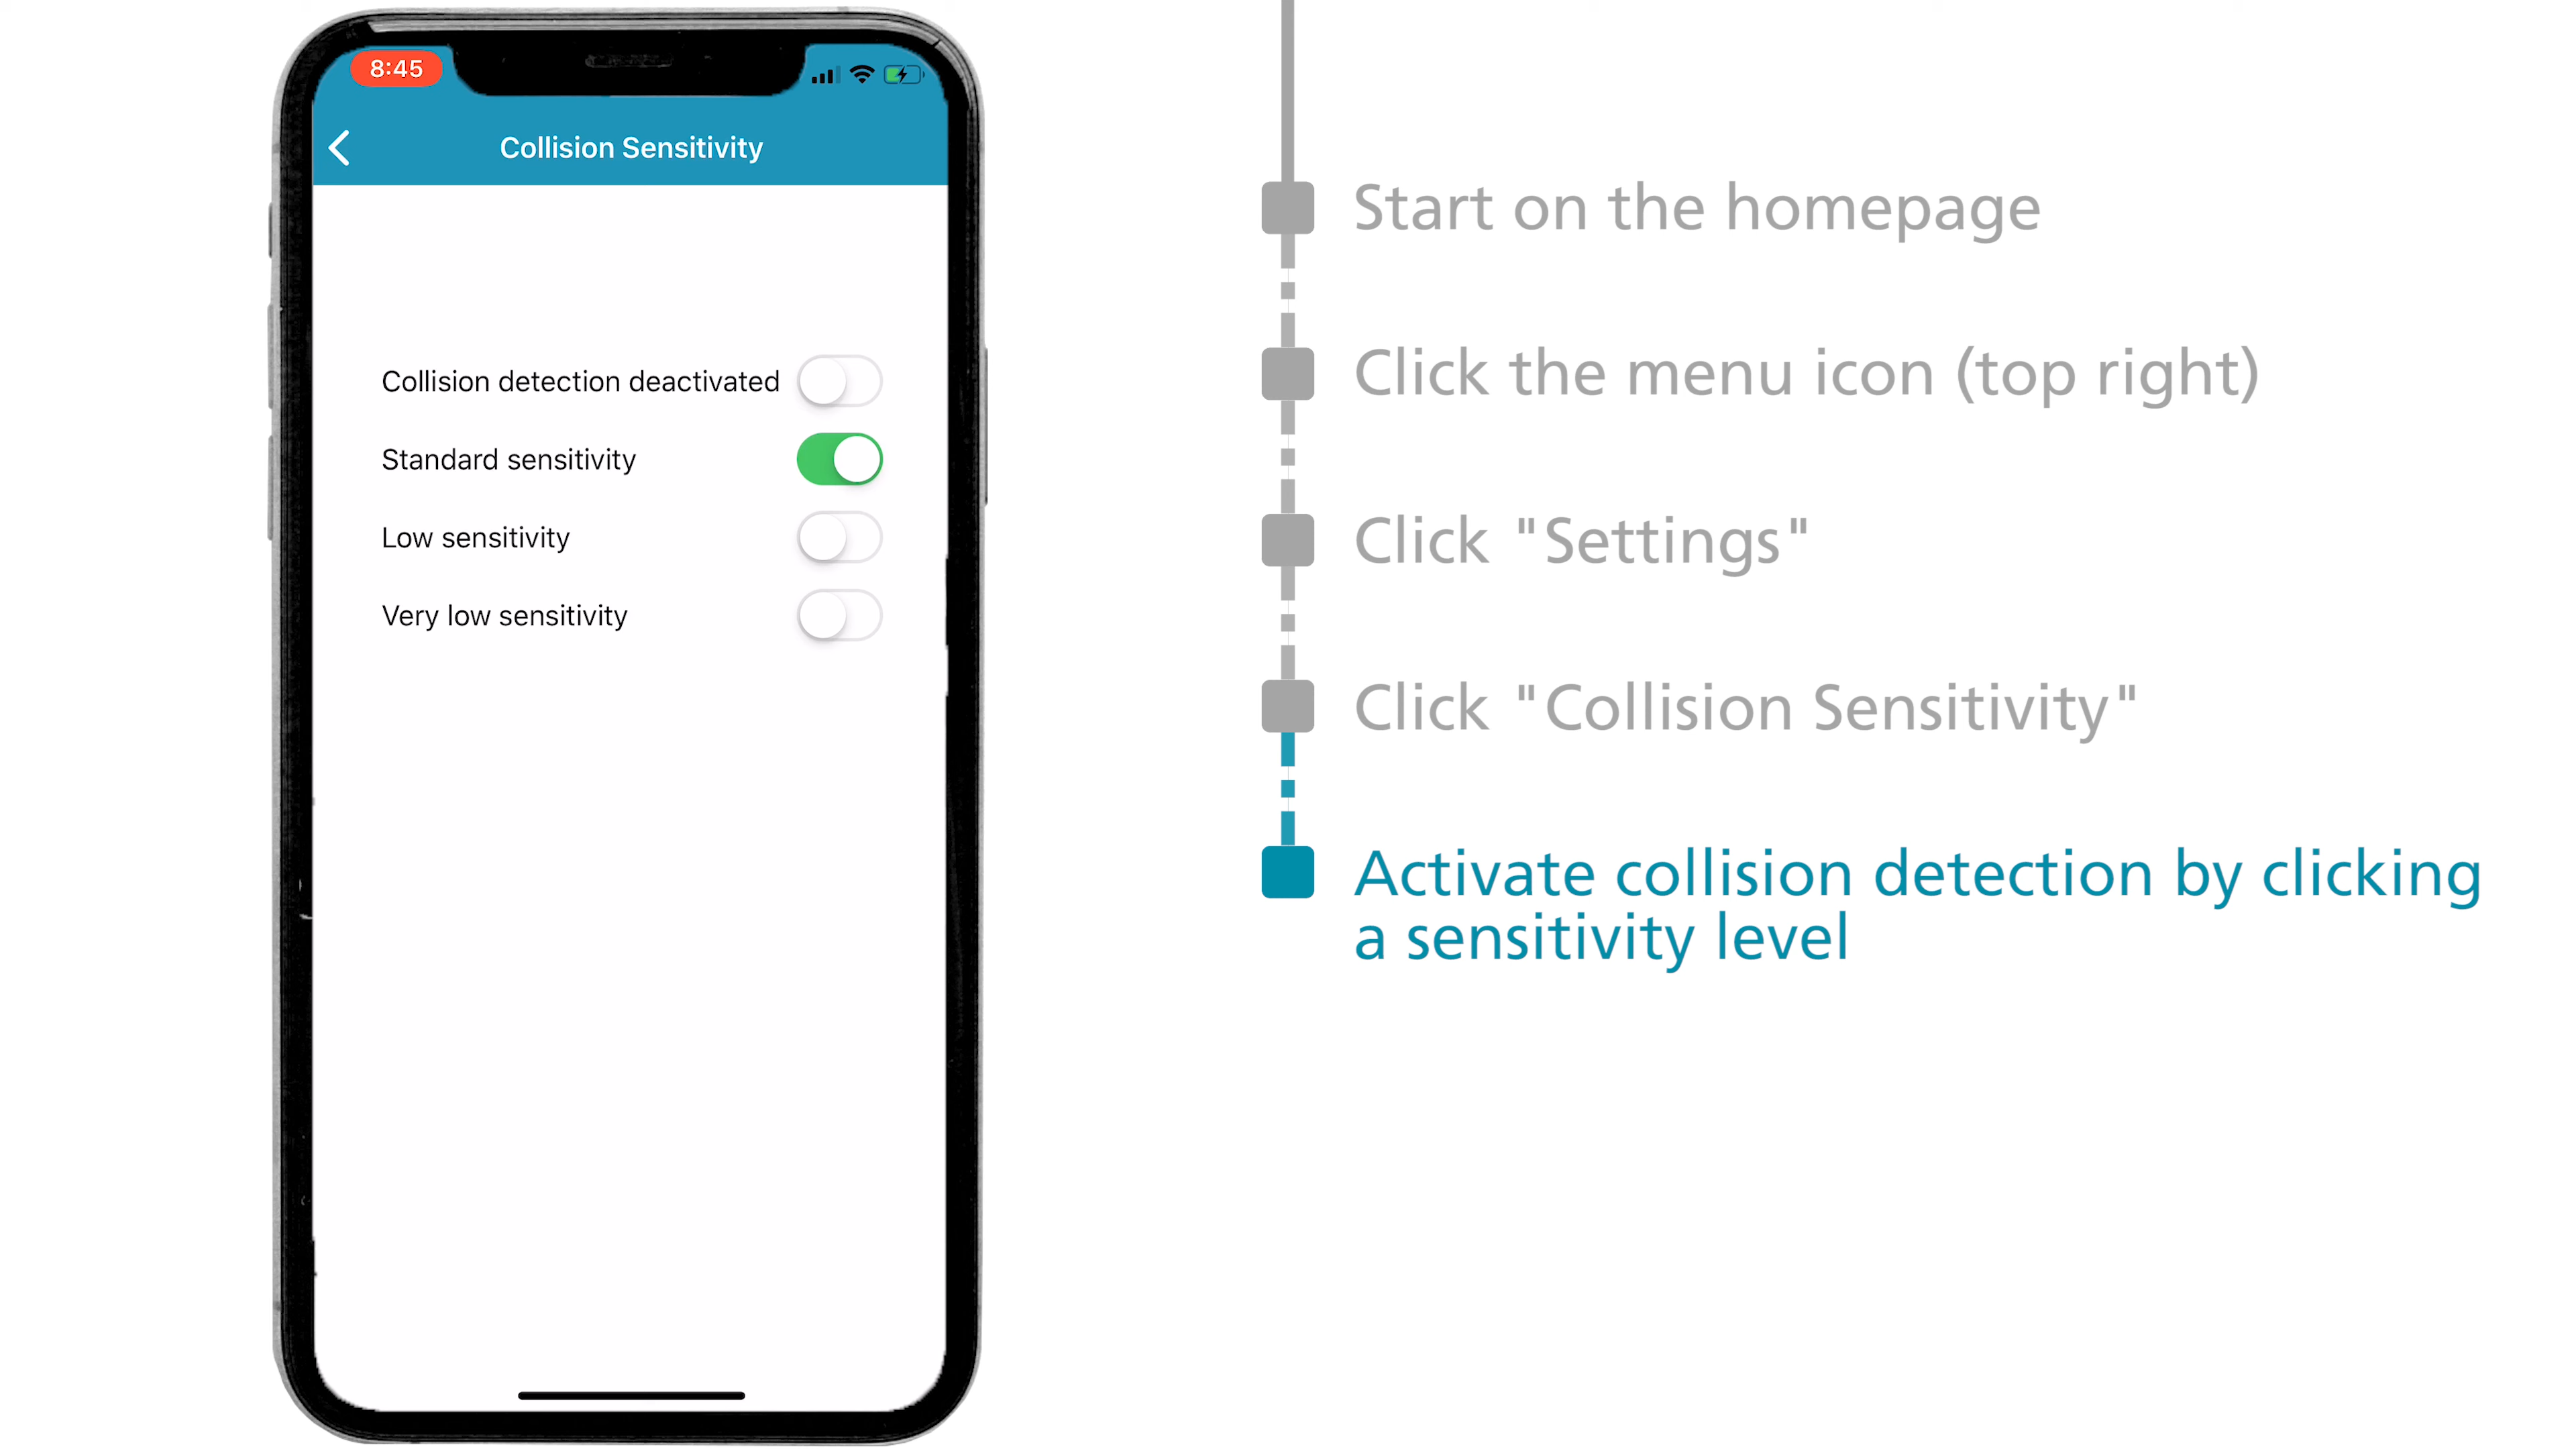 8:45
Collision Sensitivity
Collision detection deactivated
Standard sensitivity
Low sensitivity
Very low sensitivity
Start on the homepage
Click the menu icon (top right)
Click "Settings"
Click "Collision Sensitivity"
Activate collision detection by clicking
a sensitivity level